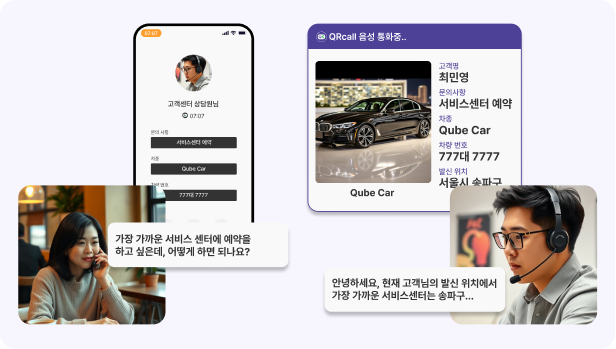 07:07
고객센터 상담원님
07:07
문의 사항
서비스센터 예약
차종
Qube Car
차량 번호
777대 7777
가장 가까운 서비스 센터에 예약을
하고 싶은데, 어떻게 하면 되나요?
QRcall 음성 통화중..
고객명
최민영
문의사항
서비스센터 예약
차종
Qube Car
차량 번호
777대 7777
발신 위치
서울시 송파구
Qube Car
안녕하세요, 현재 고객님의 발신 위치에서
가장 가까운 서비스센터는 송파구...